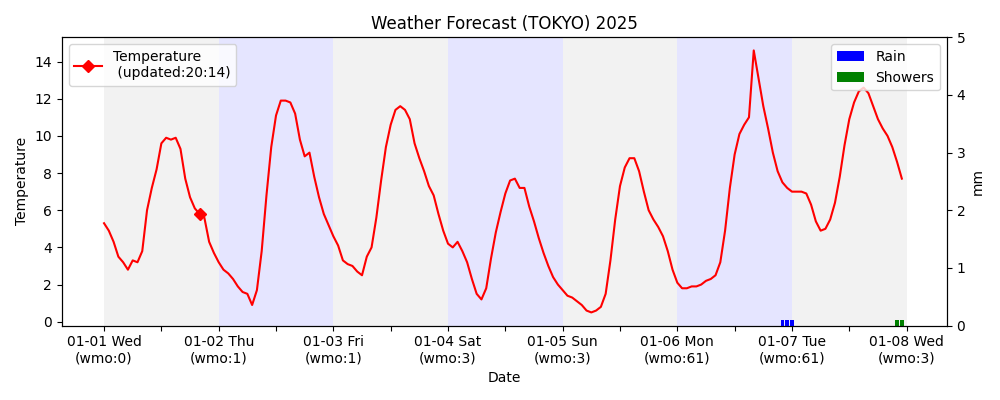 Weather Forecast (TOKYO) 2025
Temperature
(updated:20:14)
Rain
Showers
Temperature
14
12
10
8
6
4
2
0
5
4
3
2
1
0
mm
01-01 Wed
(wmo:0)
01-02 Thu
(wmo:1)
01-03 Fri
(wmo:1)
01-04 Sat
(wmo:3)
01-05 Sun
(wmo:3)
01-06 Mon
(wmo:61)
01-07 Tue
(wmo:61)
01-08 Wed
(wmo:3)
Date